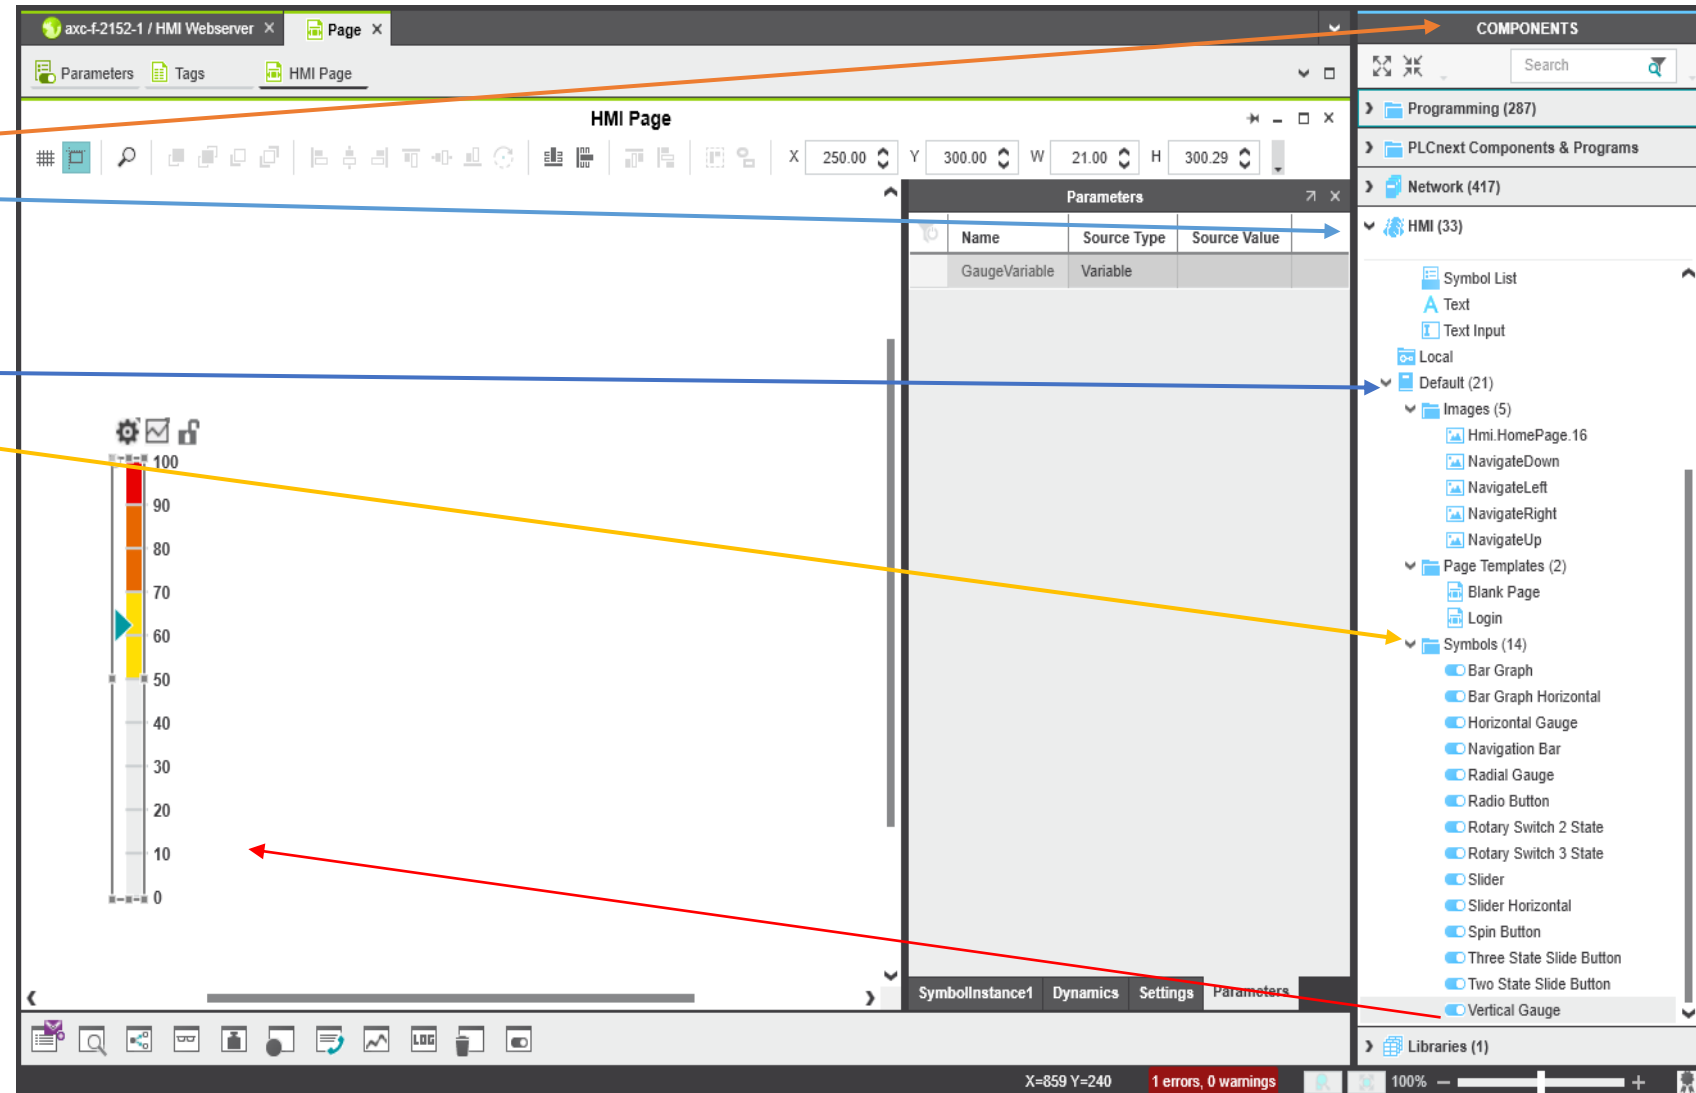 axc-f-2152-1 / HMI Webserver
Page
COMPONENTS
Parameters
Tags
HMI Page
Search
HMI Page
Programming (287)
X 250.00 Y 300.00 W 21.00 H 300.29
PLCnext Components & Programs
Parameters
Network (417)
Name Source Type Source Value
HMI (33)
GaugeVariable Variable
Symbol List
Text
Text Input
Local
Default (21)
Images (5)
Hmi.HomePage.16
NavigateDown
NavigateLeft
NavigateRight
NavigateUp
Page Templates (2)
Blank Page
Login
Symbols (14)
Bar Graph
Bar Graph Horizontal
Horizontal Gauge
Navigation Bar
Radial Gauge
Radio Button
Rotary Switch 2 State
Rotary Switch 3 State
Slider
Slider Horizontal
Spin Button
Three State Slide Button
Two State Slide Button
Vertical Gauge
100
90
80
70
60
50
40
30
20
10
0
SymbolInstance1 Dynamics Settings Parameters
LOG
Libraries (1)
X=859 Y=240
1 errors, 0 warnings
100%